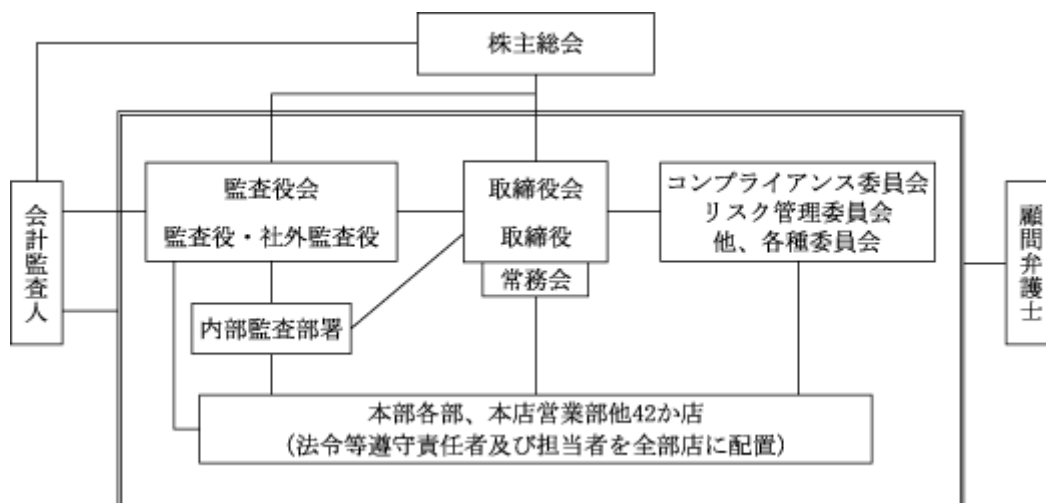 株主総会
監査役会
監査役・社外監査役
取締役会
取締役
常務会
コンプライアンス委員会
リスク管理委員会
他、各種委員会
会計監査人
顧問弁護士
内部監査部署
本部各部、本店営業部他42か店
(法令等遵守責任者及び担当者を全部店に配置)